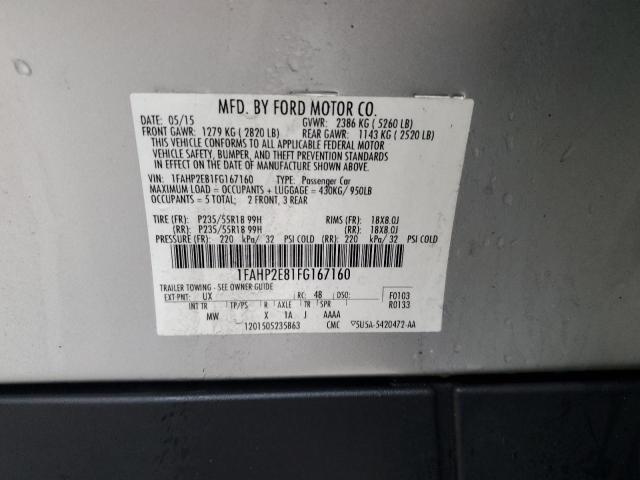 MFD. BY FORD MOTOR CO.
DATE: 05/15 GVWR: 2386 KG ( 5260 LB)
FRONT GAWR: 1279 KG ( 2820 LB) REAR GAWR: 1143 KG ( 2520 LB)
THIS VEHICLE CONFORMS TO ALL APPLICABLE FEDERAL MOTOR
VEHICLE SAFETY, BUMPER, AND THEFT PREVENTION STANDARDS
IN EFFECT ON THE DATE OF MANUFACTURE SHOWN ABOVE.
VIN: 1FAHP2E81FG167160 TYPE: Passenger Car
MAXIMUM LOAD = OCCUPANTS + LUGGAGE = 430KG/ 950LB
OCCUPANTS = 5 TOTAL; 2 FRONT, 3 REAR
TIRE (FR): P235/55R18 99H RIMS (FR): 18X8.0J
TIRE (RR): P235/55R18 99H RIMS (RR): 18X8.0J
PRESSURE (FR): 220 kPa/ 32 PSI COLD (RR): 220 kPa/ 32 PSI COLD
1FAHP2E81FG167160
TRAILER TOWING - SEE OWNER GUIDE
EXT PNT: UX RC: 48 DSO: F0103
INT TR TP/PS R AXLE TR SPR R0133
MW X 1A J AAAA
1201505235863 CMC ▽5U5A-5420472-AA